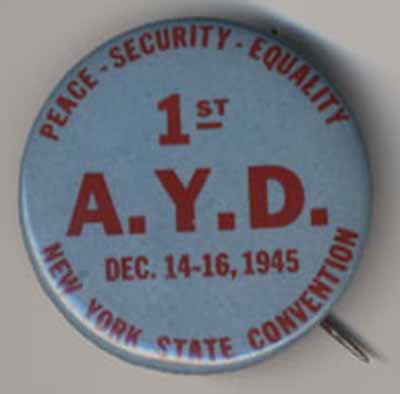 PEACE - SECURITY - EQUALITY
1ST
A.Y.D.
DEC. 14-16, 1945
NEW YORK STATE CONVENTION